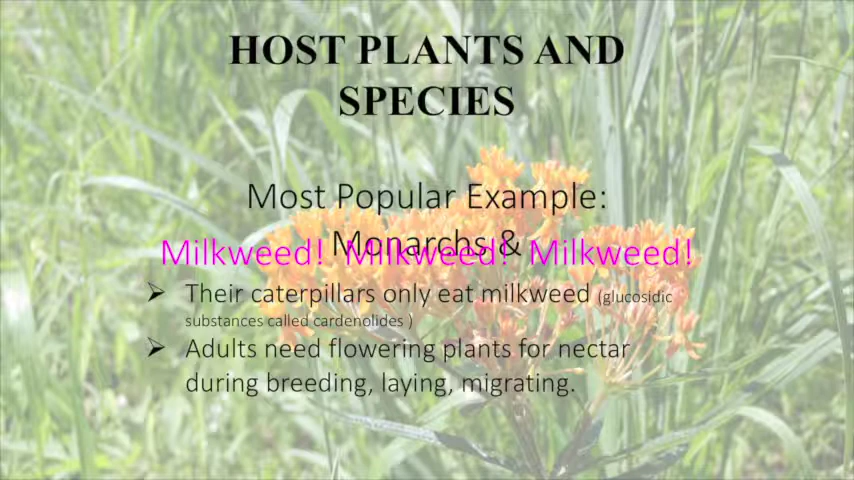 HOST PLANTS AND
SPECIES
Most Popular Example:
Monarchs &
Milkweed! Milkweed! Milkweed!
➢ Their caterpillars only eat milkweed (glucosidic
substances called cardenolides )
➢ Adults need flowering plants for nectar
during breeding, laying, migrating.